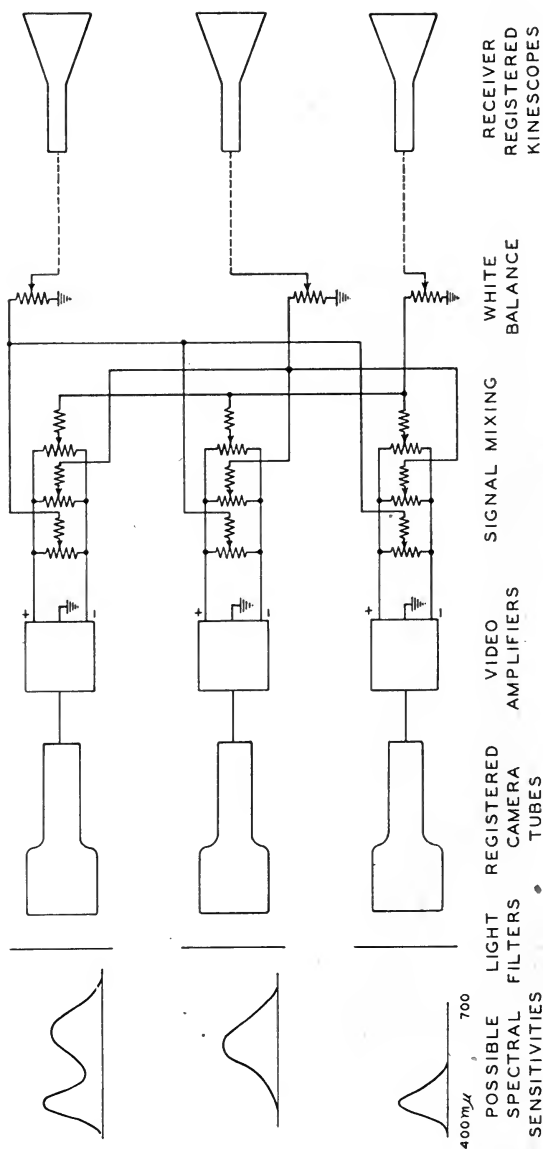 +
−
+
−
+
−
400mμ 700
POSSIBLE
SPECTRAL
SENSITIVITIES
LIGHT
FILTERS
REGISTERED
CAMERA
TUBES
VIDEO
AMPLIFIERS
SIGNAL MIXING
WHITE
BALANCE
RECEIVER
REGISTERED
KINESCOPES